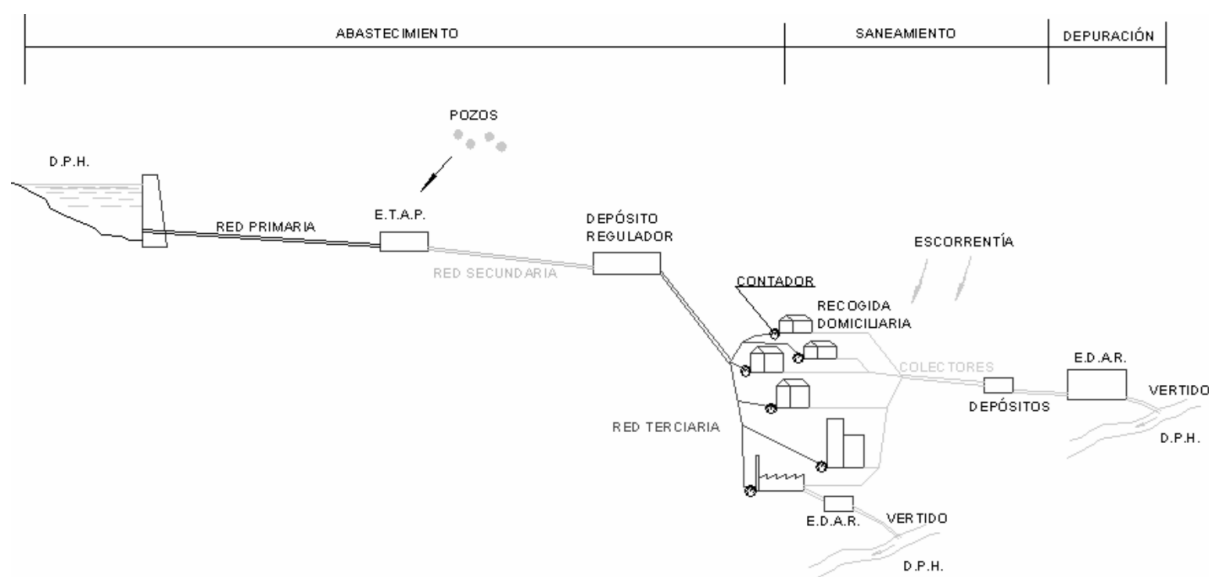 ABASTECIMIENTO
SANEAMIENTO
DEPURACIÓN
POZOS
D.P.H.
E.T.A.P.
RED PRIMARIA
DEPÓSITO
REGULADOR
RED SECUNDARIA
ESCORRENTÍA
CONTADOR
RECOGIDA
DOMICILIARIA
COLECTORES
E.D.A.R.
DEPÓSITOS
VERTIDO
D.P.H.
RED TERCIARIA
E.D.A.R.
VERTIDO
D.P.H.